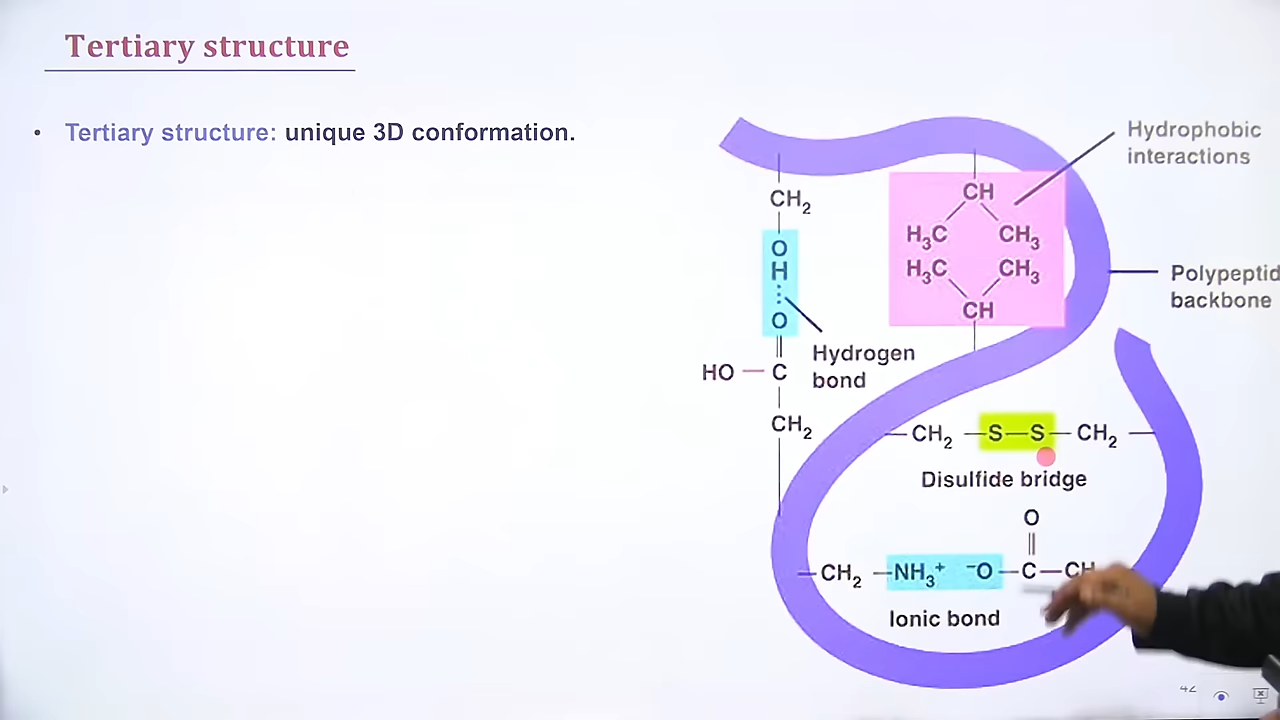 Tertiary structure
• Tertiary structure: unique 3D conformation.
Hydrophobic
interactions
CH
CH₂
H₃C CH₃
O
H
H₃C CH₃
Polypeptid
backbone
CH
O
Hydrogen
bond
HO — C
CH₂
CH₂ — S — S — CH₂
Disulfide bridge
O
CH₂ — NH₃⁺ ⁻O — C — CH
Ionic bond
42